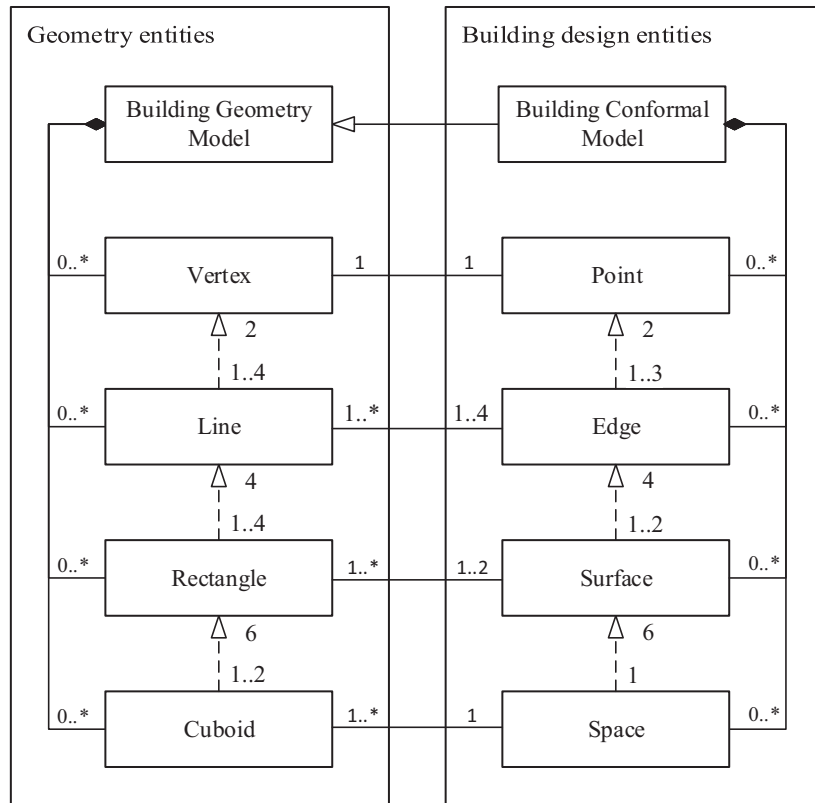 Geometry entities
Building design entities
Building Geometry
Model
Building Conformal
Model
0..*
Vertex
1
1
Point
0..*
2
2
1..4
1..3
0..*
Line
1..*
1..4
Edge
0..*
4
4
1..4
1..2
0..*
Rectangle
1..*
1..2
Surface
0..*
6
6
1..2
1
0..*
Cuboid
1..*
1
Space
0..*